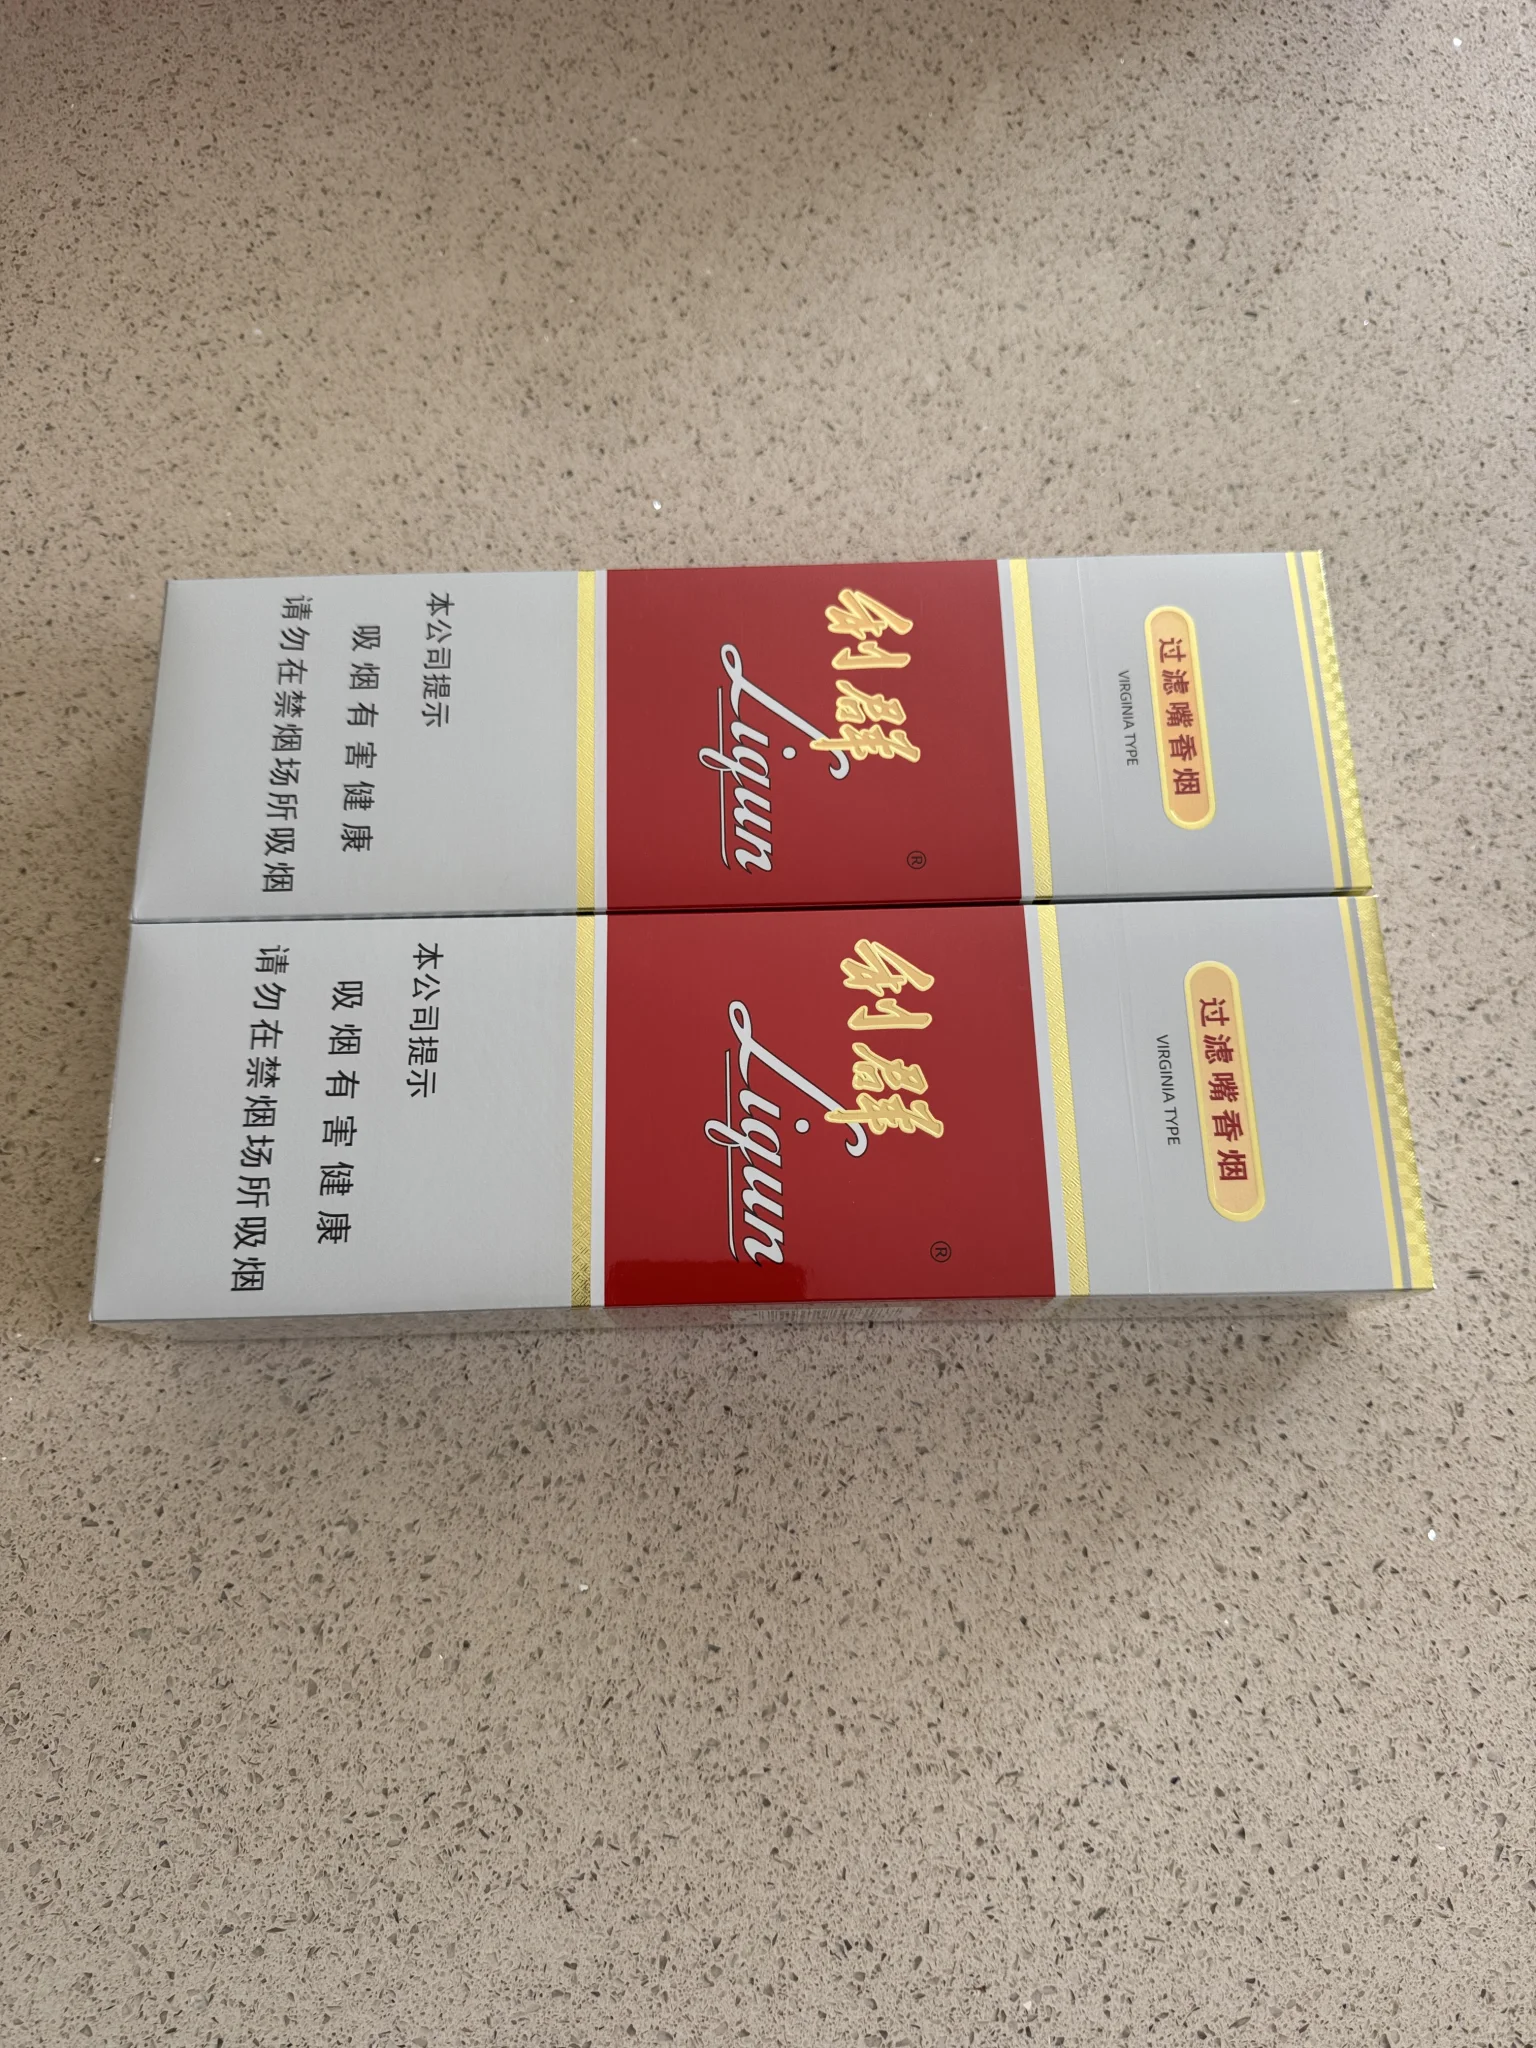 过滤嘴香烟
VIRGINIA TYPE
利群
®
Liqun
本公司提示
吸烟有害健康
请勿在禁烟场所吸烟
过滤嘴香烟
VIRGINIA TYPE
利群
®
Liqun
本公司提示
吸烟有害健康
请勿在禁烟场所吸烟